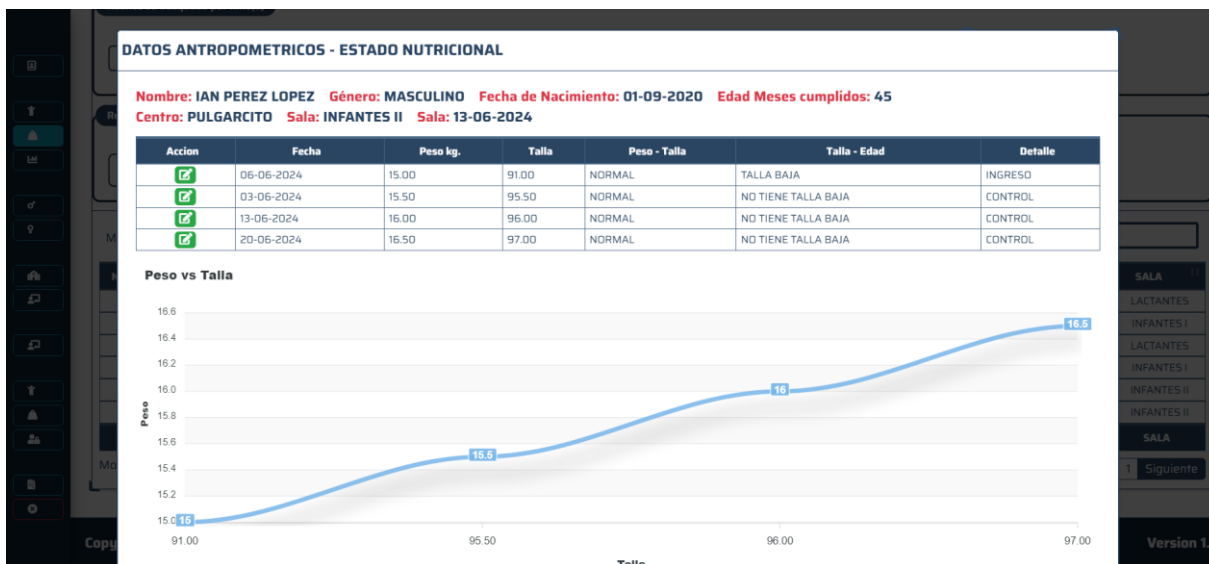 DATOS ANTROPOMETRICOS - ESTADO NUTRICIONAL
Nombre: IAN PEREZ LOPEZ Género: MASCULINO Fecha de Nacimiento: 01-09-2020 Edad Meses cumplidos: 45
Centro: PULGARCITO Sala: INFANTES II Sala: 13-06-2024
Accion Fecha Peso kg. Talla Peso - Talla Talla - Edad Detalle
06-06-2024 15.00 91.00 NORMAL TALLA BAJA INGRESO
03-06-2024 15.50 95.50 NORMAL NO TIENE TALLA BAJA CONTROL
13-06-2024 16.00 96.00 NORMAL NO TIENE TALLA BAJA CONTROL
20-06-2024 16.50 97.00 NORMAL NO TIENE TALLA BAJA CONTROL
Peso vs Talla
16.6
16.4
16.2
16.0
15.8
15.6
15.4
15.2
15.0
Peso
15
15.5
16
16.5
91.00 95.50 96.00 97.00
Talla
SALA
LACTANTES
INFANTES I
LACTANTES
INFANTES I
INFANTES II
INFANTES II
SALA
1 Siguiente
Version 1.